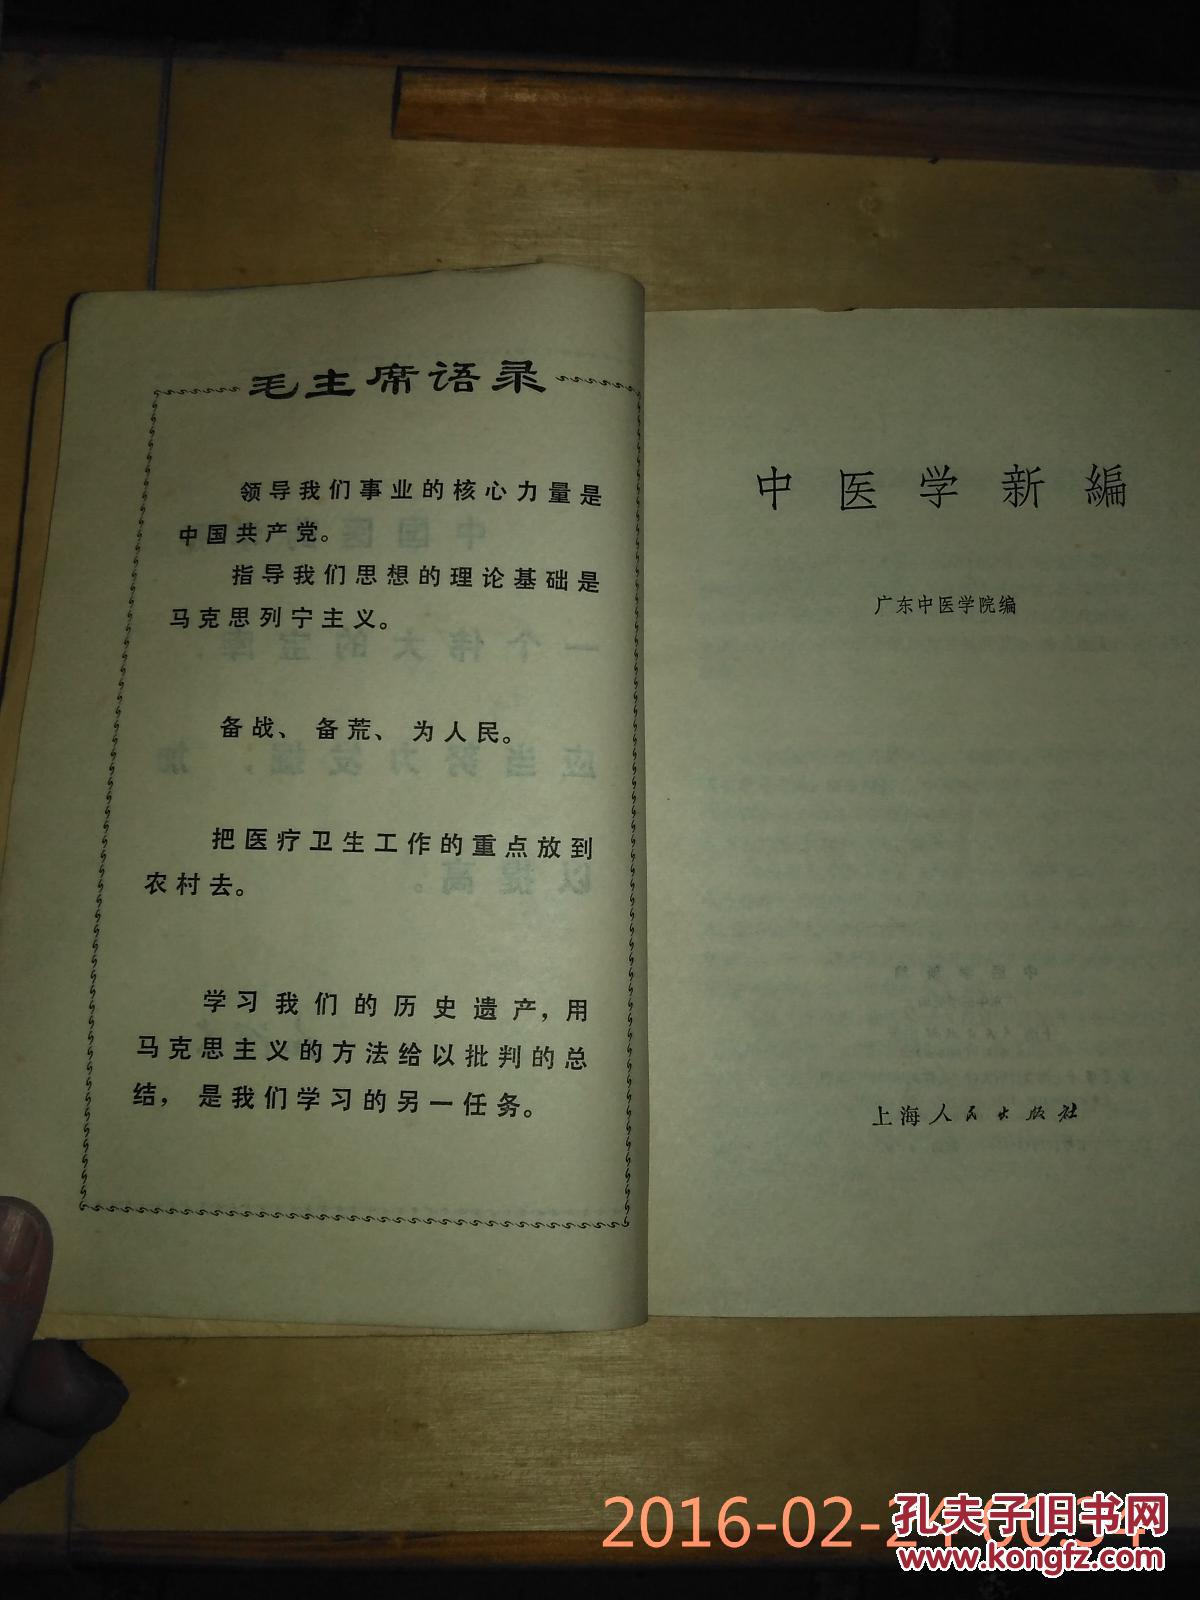 毛主席语录
领导我们事业的核心力量是
中国共产党。
指导我们思想的理论基础是
马克思列宁主义。
备战、备荒、为人民。
把医疗卫生工作的重点放到
农村去。
学习我们的历史遗产，用
马克思主义的方法给以批判的总
结，是我们学习的另一任务。
中医学新編
广东中医学院编
上海人民出版社
2016-02-24 00:34
孔夫子旧书网
www.kongfz.com